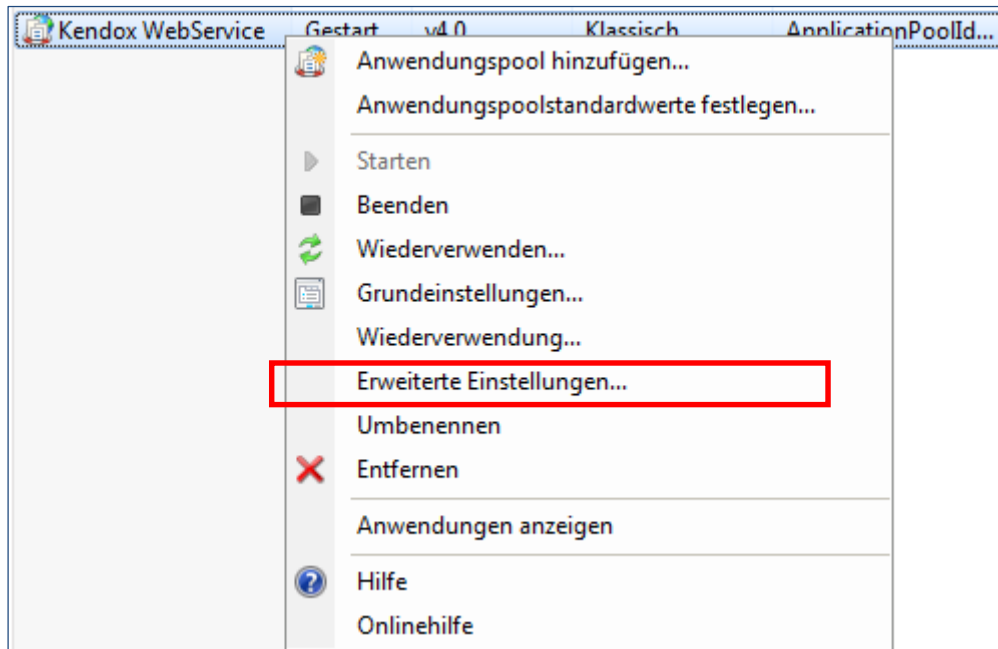 Kendox WebService Gestart... v4.0 Klassisch ApplicationPoolId...
Anwendungspool hinzufügen...
Anwendungspoolstandardwerte festlegen...
Starten
Beenden
Wiederverwenden...
Grundeinstellungen...
Wiederverwendung...
Erweiterte Einstellungen...
Umbenennen
Entfernen
Anwendungen anzeigen
Hilfe
Onlinehilfe